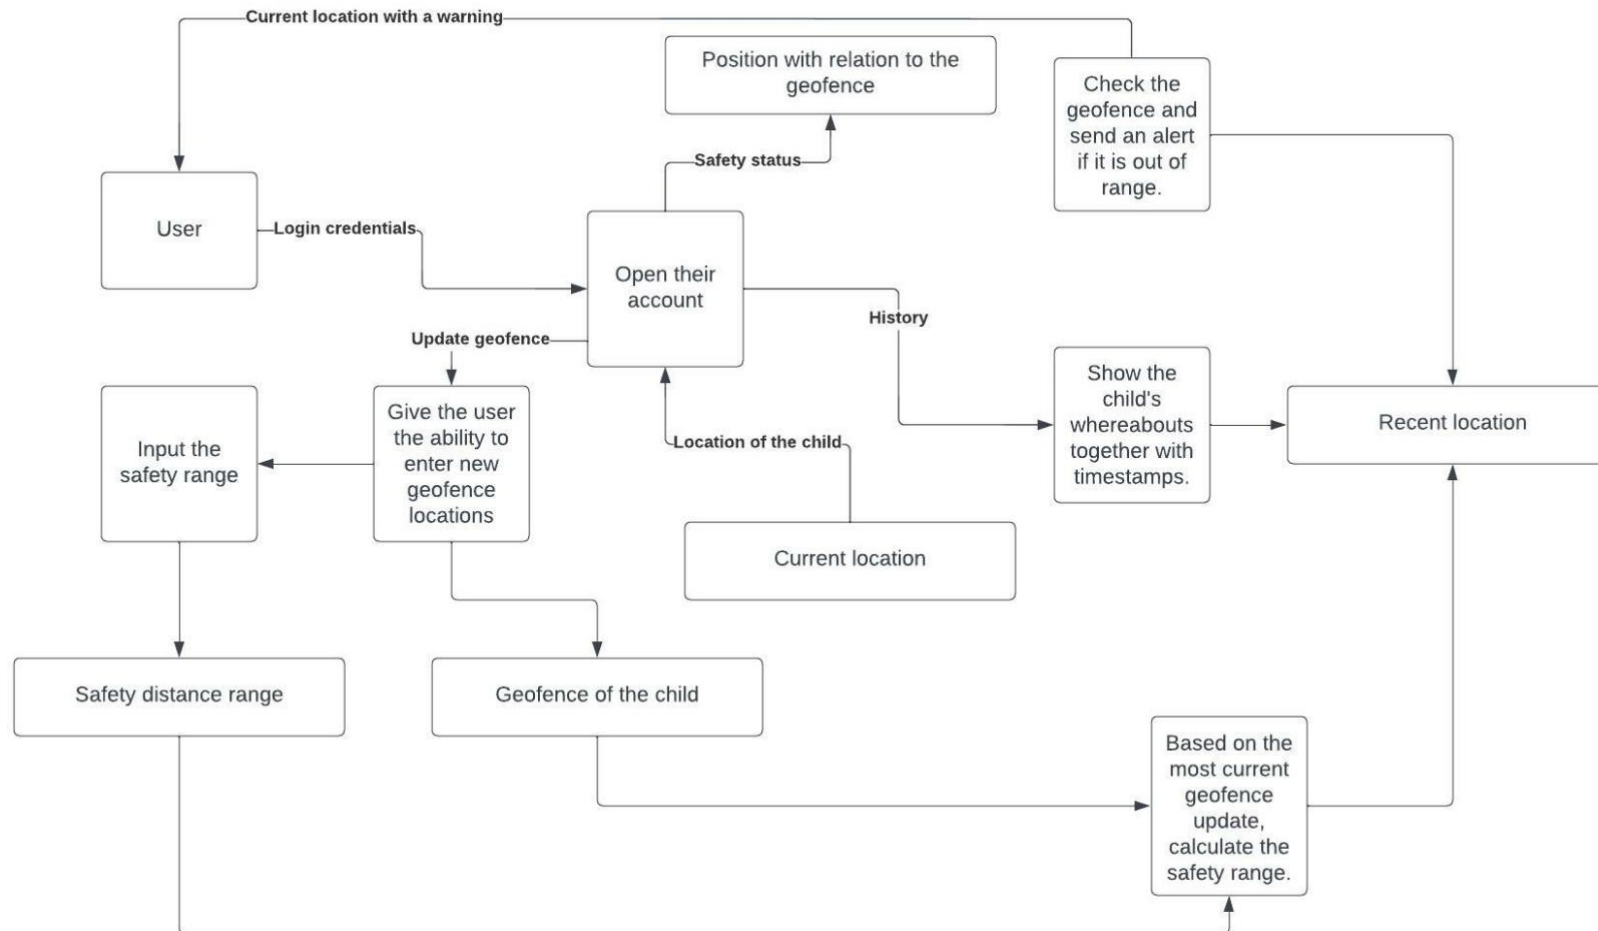 Current location with a warning
Position with relation to the
geofence
Check the
geofence and
send an alert
if it is out of
range.
Safety status
User
Login credentials
Open their
account
History
Update geofence
Show the
child's
whereabouts
together with
timestamps.
Recent location
Input the
safety range
Give the user
the ability to
enter new
geofence
locations
Location of the child
Current location
Safety distance range
Geofence of the child
Based on the
most current
geofence
update,
calculate the
safety range.